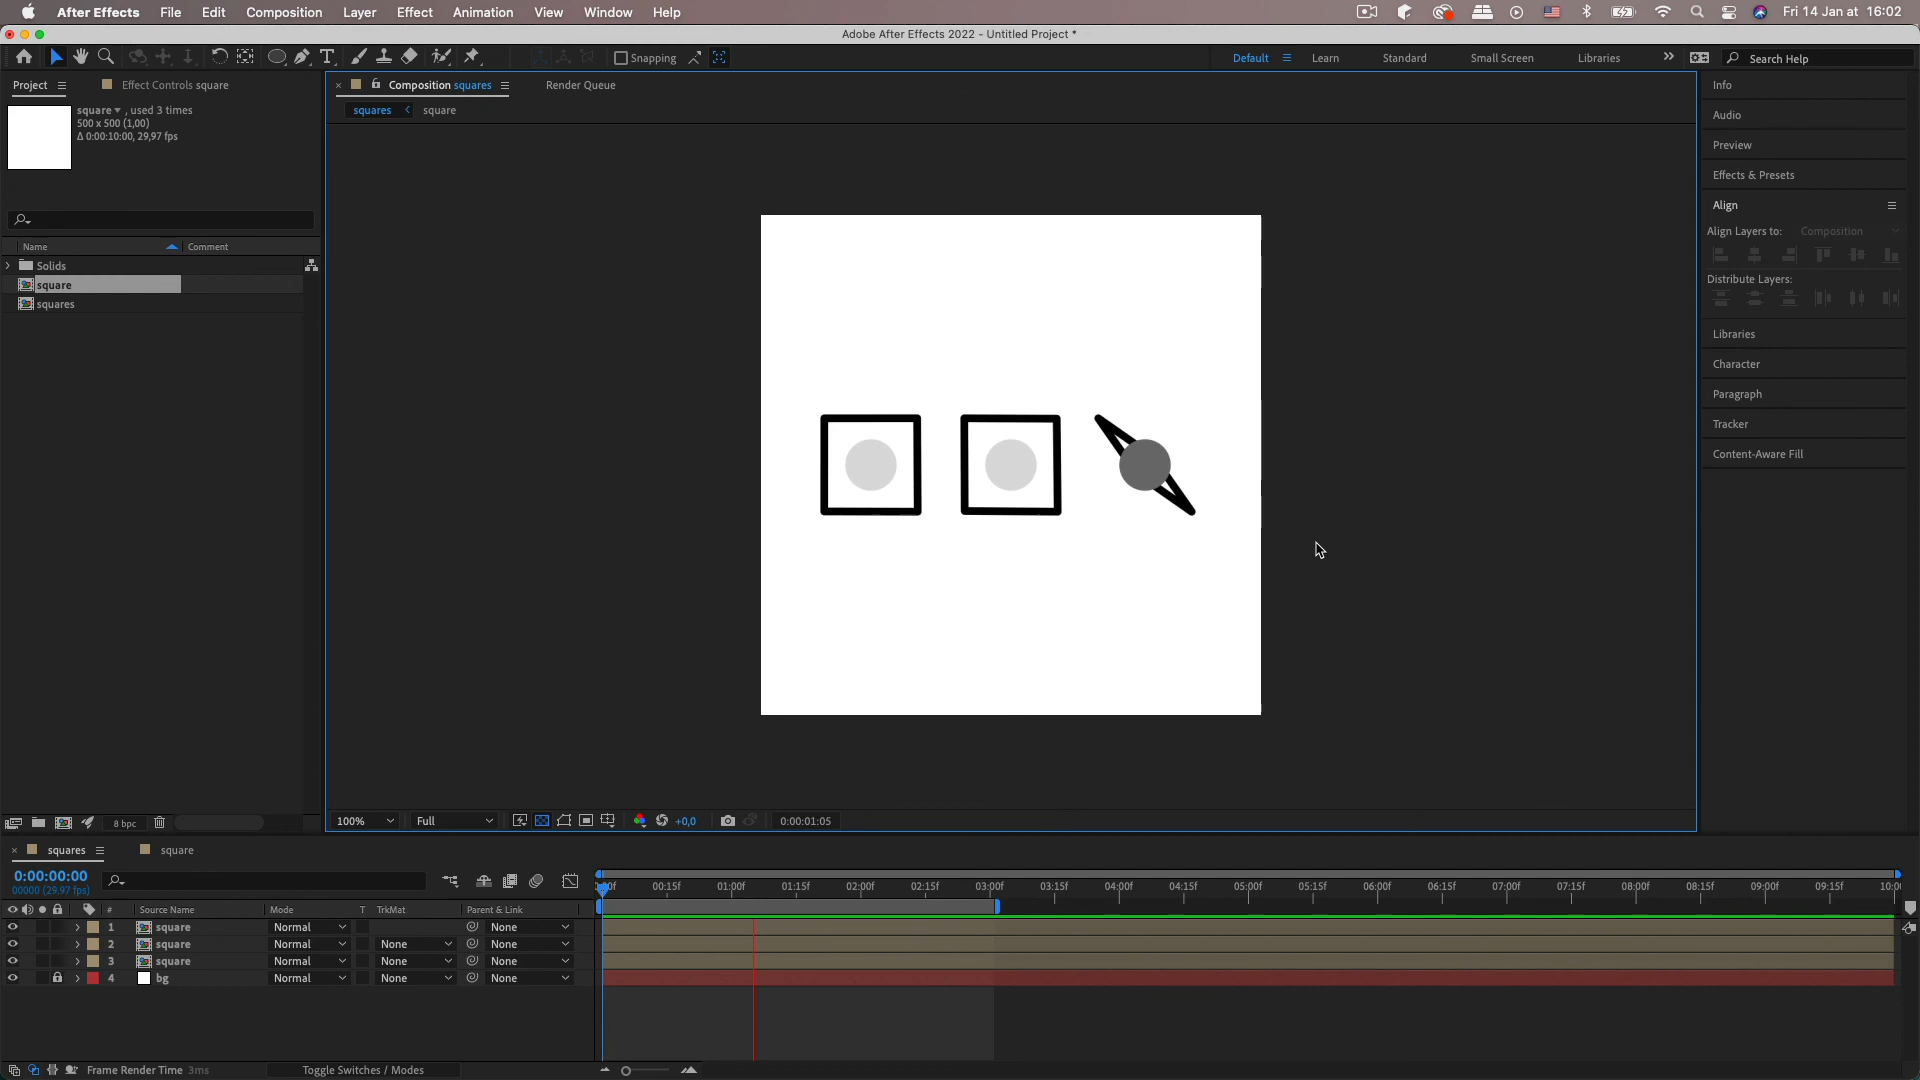 After Effects File Edit Composition Layer Effect Animation View Window Help Fri 14 Jan at 16:02
Adobe After Effects 2022 - Untitled Project *
Snapping Default Learn Standard Small Screen Libraries Search Help
Project Effect Controls square
square , used 3 times
500 x 500 (1,00)
Δ 0:00:10:00, 29,97 fps
Name Comment
Solids
square
squares
8 bpc
Composition squares Render Queue
squares square
100% Full +0,0 0:00:01:05
Info
Audio
Preview
Effects & Presets
Align
Align Layers to: Composition
Distribute Layers:
Libraries
Character
Paragraph
Tracker
Content-Aware Fill
squares square
0:00:00:00
00000 (29.97 fps)
00:15f 01:00f 01:15f 02:00f 02:15f 03:00f 03:15f 04:00f 04:15f 05:00f 05:15f 06:00f 06:15f 07:00f 07:15f 08:00f 08:15f 09:00f 09:15f 10:0
# Source Name Mode T TrkMat Parent & Link
1 square Normal None
2 square Normal None None
3 square Normal None None
4 bg Normal None None
Frame Render Time 3ms Toggle Switches / Modes